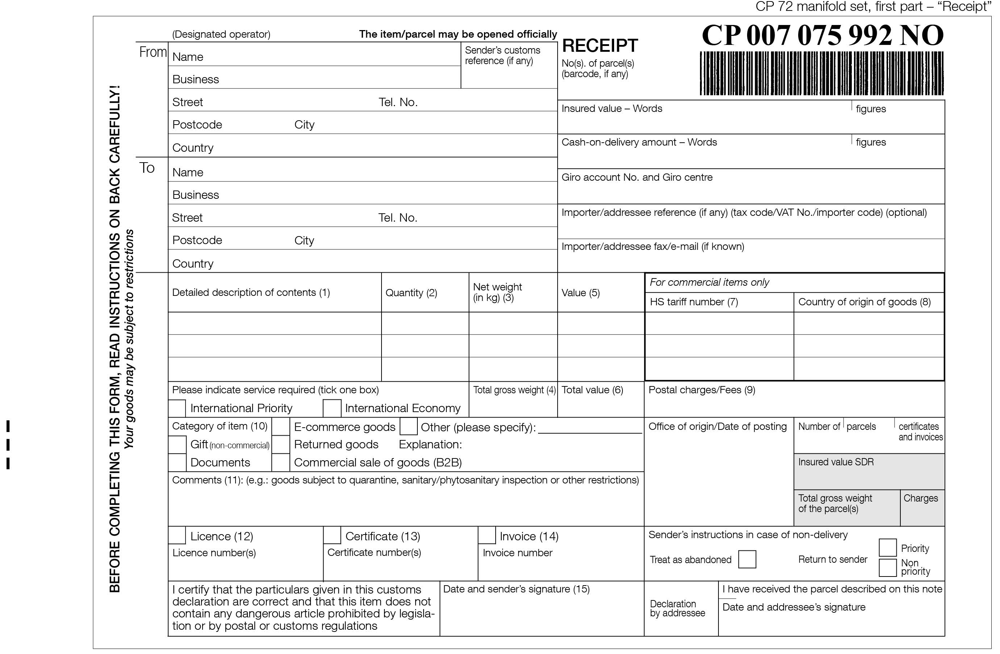 CP 72 manifold set, first part – “Receipt”
BEFORE COMPLETING THIS FORM, READ INSTRUCTIONS ON BACK CAREFULLY!
Your goods may be subject to restrictions
(Designated operator)
The item/parcel may be opened officially
From
Name
Sender’s customs
reference (if any)
Business
Street
Tel. No.
Postcode
City
Country
To
Name
Business
Street
Tel. No.
Postcode
City
Country
RECEIPT
No(s). of parcel(s)
(barcode, if any)
CP 007 075 992 NO
Insured value – Words
figures
Cash-on-delivery amount – Words
figures
Giro account No. and Giro centre
Importer/addressee reference (if any) (tax code/VAT No./importer code) (optional)
Importer/addressee fax/e-mail (if known)
Detailed description of contents (1)
Quantity (2)
Net weight
(in kg) (3)
Value (5)
For commercial items only
HS tariff number (7)
Country of origin of goods (8)
Please indicate service required (tick one box)
International Priority
International Economy
Total gross weight (4)
Total value (6)
Postal charges/Fees (9)
Category of item (10)
E-commerce goods
Other (please specify):
Gift (non-commercial)
Returned goods
Explanation:
Documents
Commercial sale of goods (B2B)
Office of origin/Date of posting
Number of
parcels
certificates
and invoices
Insured value SDR
Total gross weight
of the parcel(s)
Charges
Comments (11): (e.g.: goods subject to quarantine, sanitary/phytosanitary inspection or other restrictions)
Licence (12)
Licence number(s)
Certificate (13)
Certificate number(s)
Invoice (14)
Invoice number
Sender’s instructions in case of non-delivery
Treat as abandoned
Return to sender
Priority
Non
priority
I certify that the particulars given in this customs
declaration are correct and that this item does not
contain any dangerous article prohibited by legisla-
tion or by postal or customs regulations
Date and sender’s signature (15)
Declaration
by addressee
I have received the parcel described on this note
Date and addressee’s signature